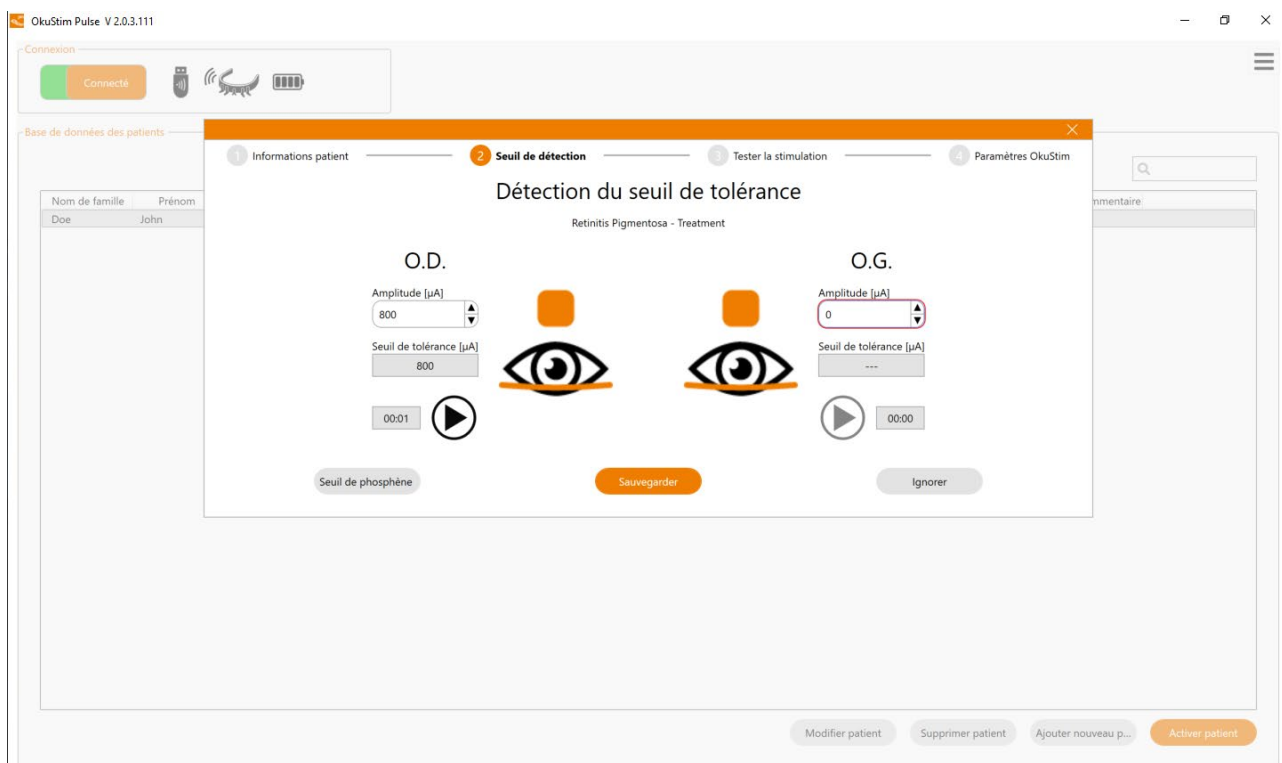 OkuStim Pulse V 2.0.3.111
Connexion
Connecté
Base de données des patients
1 Informations patient 2 Seuil de détection 3 Tester la stimulation 4 Paramètres OkuStim
Détection du seuil de tolérance
Retinitis Pigmentosa - Treatment
Nom de famille Prénom mmentaire
Doe John
O.D. O.G.
Amplitude [µA] Amplitude [µA]
800 0
Seuil de tolérance [µA] Seuil de tolérance [µA]
800 ---
00:01 00:00
Seuil de phosphène Sauvegarder Ignorer
Modifier patient Supprimer patient Ajouter nouveau p... Activer patient